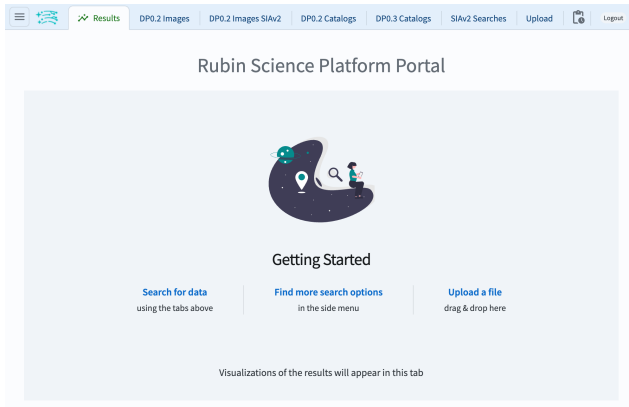 Results DP0.2 Images DP0.2 Images SIAv2 DP0.2 Catalogs DP0.3 Catalogs SIAv2 Searches Upload Logout
Rubin Science Platform Portal
Getting Started
Search for data Find more search options Upload a file
using the tabs above in the side menu drag & drop here
Visualizations of the results will appear in this tab